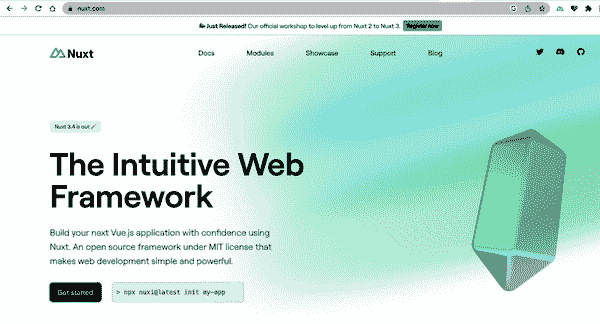 nuxt.com
Just Released! Our official workshop to level up from Nuxt 2 to Nuxt 3. Register now
Nuxt Docs Modules Showcase Support Blog
Nuxt 3.4 is out
The Intuitive Web
Framework
Build your next Vue.js application with confidence using
Nuxt. An open source framework under MIT license that
makes web development simple and powerful.
Get started > npx nuxi@latest init my-app